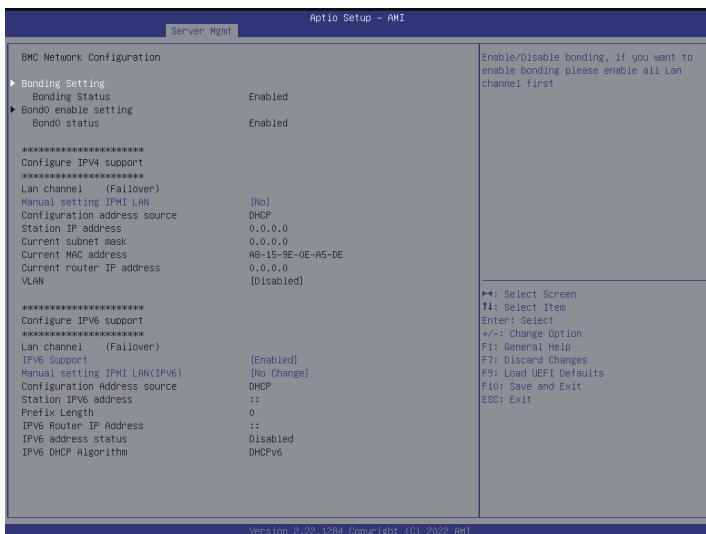 Aptio Setup – AMI
Server Mgmt
BMC Network Configuration
Bonding Setting
Bonding Status Enabled
Bond0 enable setting
Bond0 status Enabled
**********************
Configure IPV4 support
**********************
Lan channel (Failover)
Manual setting IPMI LAN [No]
Configuration address source DHCP
Station IP address 0.0.0.0
Current subnet mask 0.0.0.0
Current MAC address A8-15-9E-0E-A5-DE
Current router IP address 0.0.0.0
VLAN [Disabled]
**********************
Configure IPV6 support
**********************
Lan channel (Failover)
IPV6 Support [Enabled]
Manual setting IPMI LAN(IPV6) [No Change]
Configuration Address source DHCP
Station IPV6 address ::
Prefix Length 0
IPV6 Router IP Address ::
IPV6 address status Disabled
IPV6 DHCP Algorithm DHCPv6
Enable/Disable bonding, if you want to
enable bonding please enable all Lan
channel first
→←: Select Screen
↑↓: Select Item
Enter: Select
+/-: Change Option
F1: General Help
F7: Discard Changes
F9: Load UEFI Defaults
F10: Save and Exit
ESC: Exit
Version 2.22.1284 Copyright (C) 2022 AMI